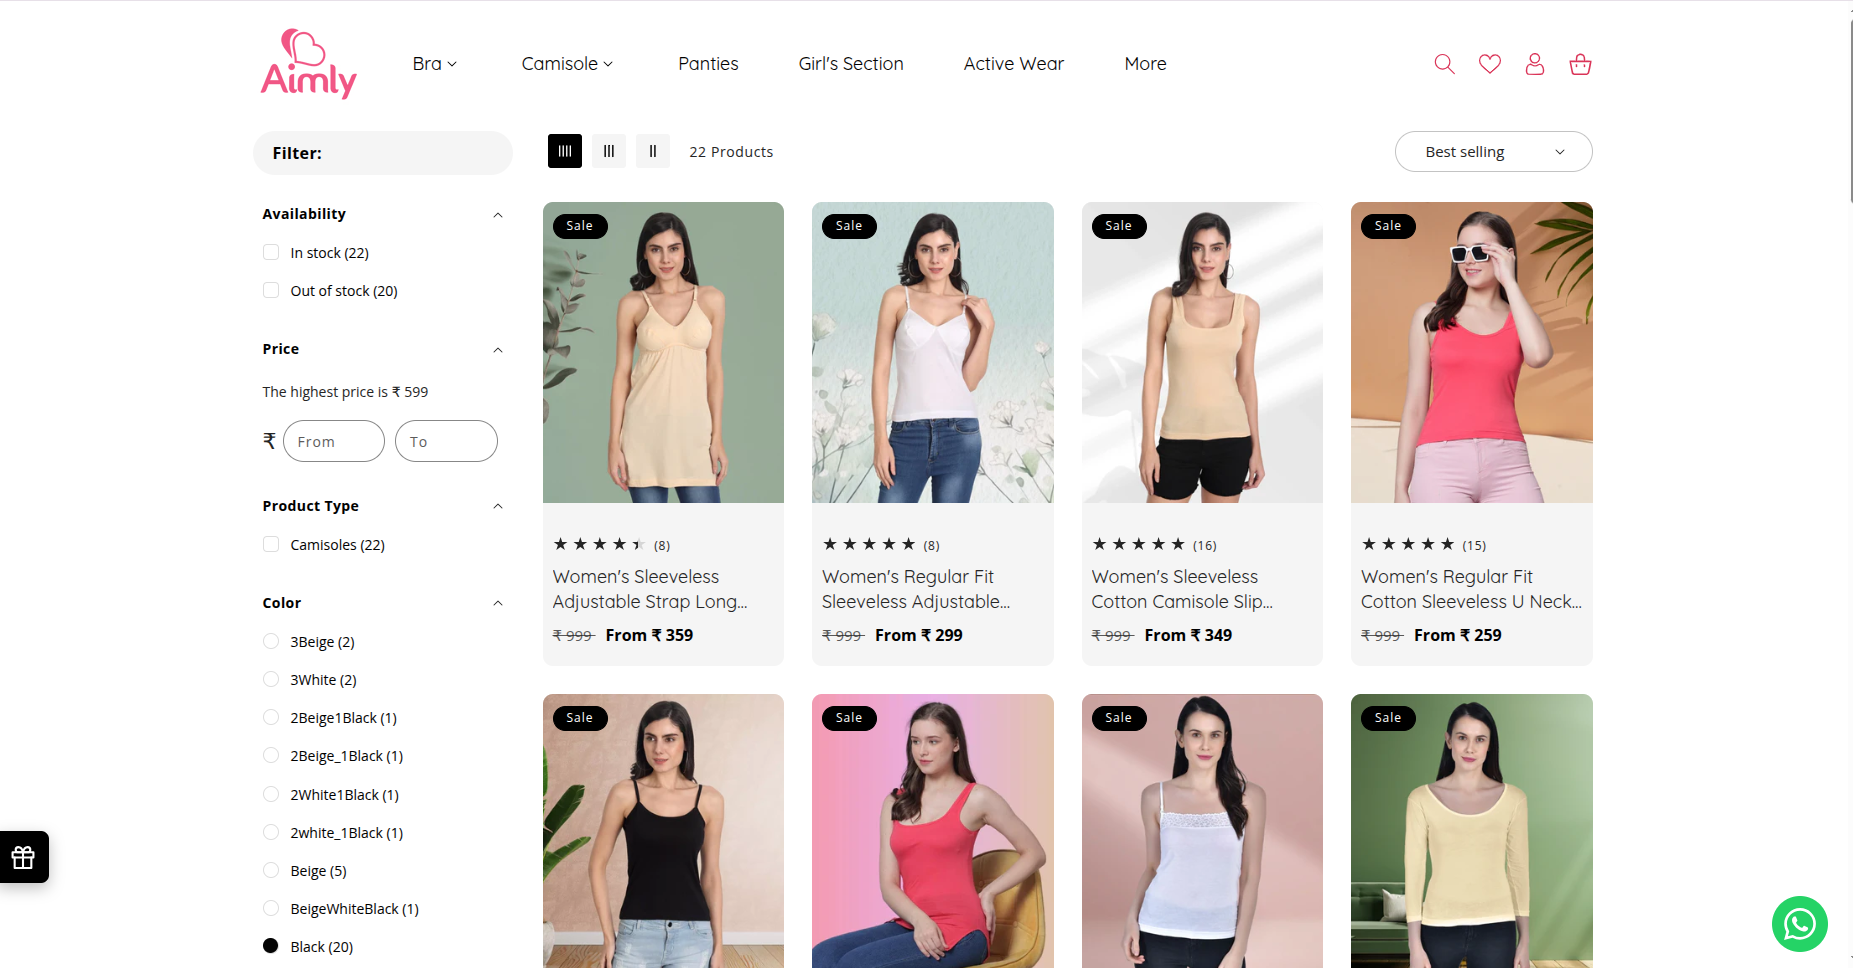 Aimly
Bra
Camisole
Panties
Girl's Section
Active Wear
More
Filter:
22 Products
Best selling
Availability
In stock (22)
Out of stock (20)
Price
The highest price is ₹ 599
₹ From To
Product Type
Camisoles (22)
Color
3Beige (2)
3White (2)
2Beige1Black (1)
2Beige_1Black (1)
2White1Black (1)
2white_1Black (1)
Beige (5)
BeigeWhiteBlack (1)
Black (20)
Sale
(8)
Women's Sleeveless
Adjustable Strap Long...
₹ 999 From ₹ 359
Sale
(8)
Women's Regular Fit
Sleeveless Adjustable...
₹ 999 From ₹ 299
Sale
(16)
Women's Sleeveless
Cotton Camisole Slip...
₹ 999 From ₹ 349
Sale
(15)
Women's Regular Fit
Cotton Sleeveless U Neck...
₹ 999 From ₹ 259
Sale
Sale
Sale
Sale